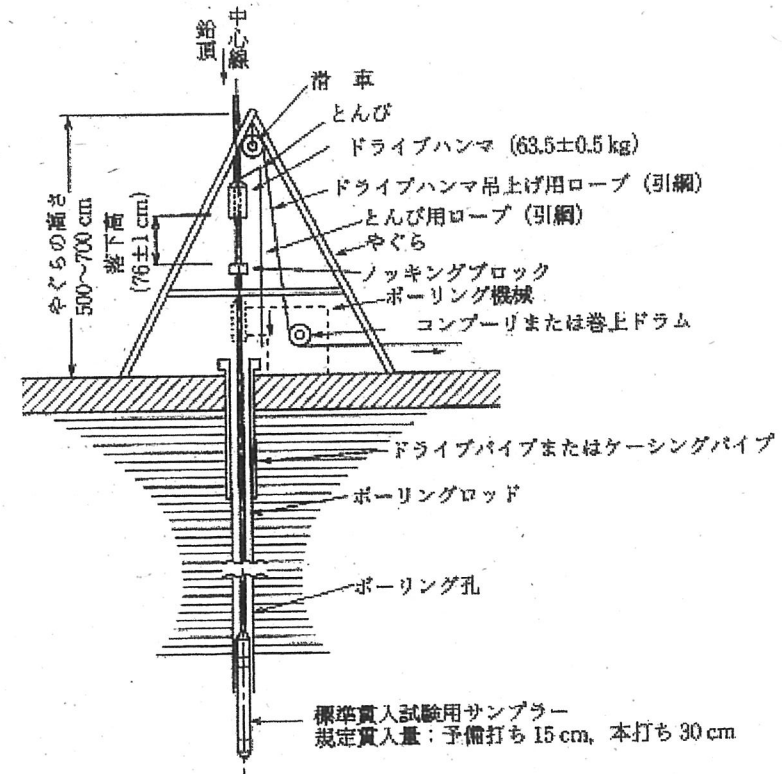 中心線
鉛直
滑 車
とんび
ドライブハンマ (63.5±0.5 kg)
ドライブハンマ吊上げ用ロープ (引綱)
とんび用ロープ (引綱)
やぐら
ノッキングブロック
ボーリング機械
コンプーリまたは巻上ドラム
やぐらの高さ
500~700 cm
落下高
(76±1 cm)
ドライブパイプまたはケーシングパイプ
ボーリングロッド
ボーリング孔
標準貫入試験用サンプラー
規定貫入量:予備打ち 15 cm, 本打ち 30 cm